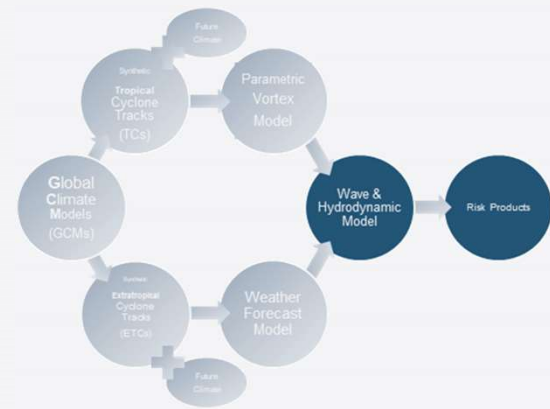 Future
Climate
Synthetic
Tropical
Cyclone
Tracks
(TCs)
Parametric
Vortex
Model
Global
Climate
Models
(GCMs)
Wave &
Hydrodynamic
Model
Risk Products
Synthetic
Extratropical
Cyclone
Tracks
(ETCs)
Weather
Forecast
Model
Future
Climate